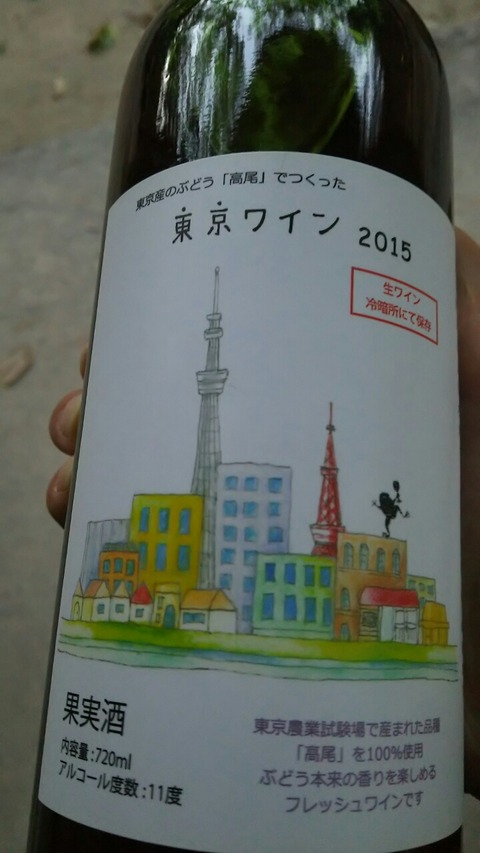 東京産のぶどう「高尾」でつくった
東京ワイン 2015
生ワイン
冷暗所にて保存
果実酒
内容量:720ml
アルコール度数:11度
東京農業試験場で産まれた品種
「高尾」を100%使用
ぶどう本来の香りを楽しめる
フレッシュワインです